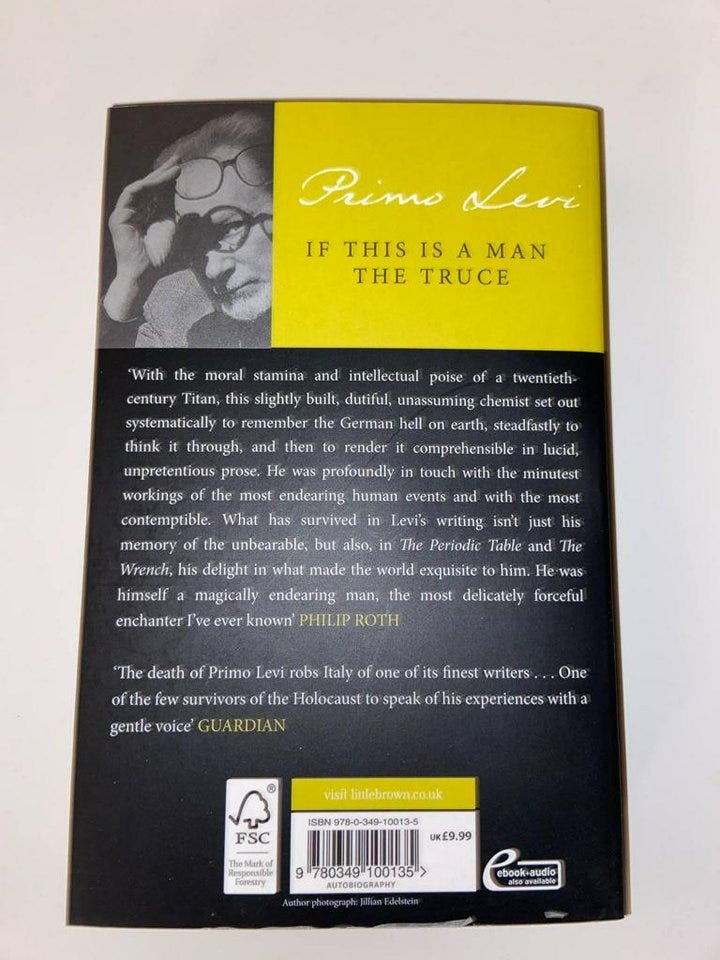 Primo Levi
IF THIS IS A MAN
THE TRUCE
‘With the moral stamina and intellectual poise of a twentieth-
century Titan, this slightly built, dutiful, unassuming chemist set out
systematically to remember the German hell on earth, steadfastly to
think it through, and then to render it comprehensible in lucid,
unpretentious prose. He was profoundly in touch with the minutest
workings of the most endearing human events and with the most
contemptible. What has survived in Levi’s writing isn’t just his
memory of the unbearable, but also, in The Periodic Table and The
Wrench, his delight in what made the world exquisite to him. He was
himself a magically endearing man, the most delicately forceful
enchanter I’ve ever known’ PHILIP ROTH
‘The death of Primo Levi robs Italy of one of its finest writers . . . One
of the few survivors of the Holocaust to speak of his experiences with a
gentle voice’ GUARDIAN
®
FSC
The Mark of
Responsible
Forestry
visit littlebrown.co.uk
ISBN 978-0-349-10013-5
UK £9.99
9 780349 100135 >
AUTOBIOGRAPHY
ebook+audio
also available
Author photograph: Jillian Edelstein